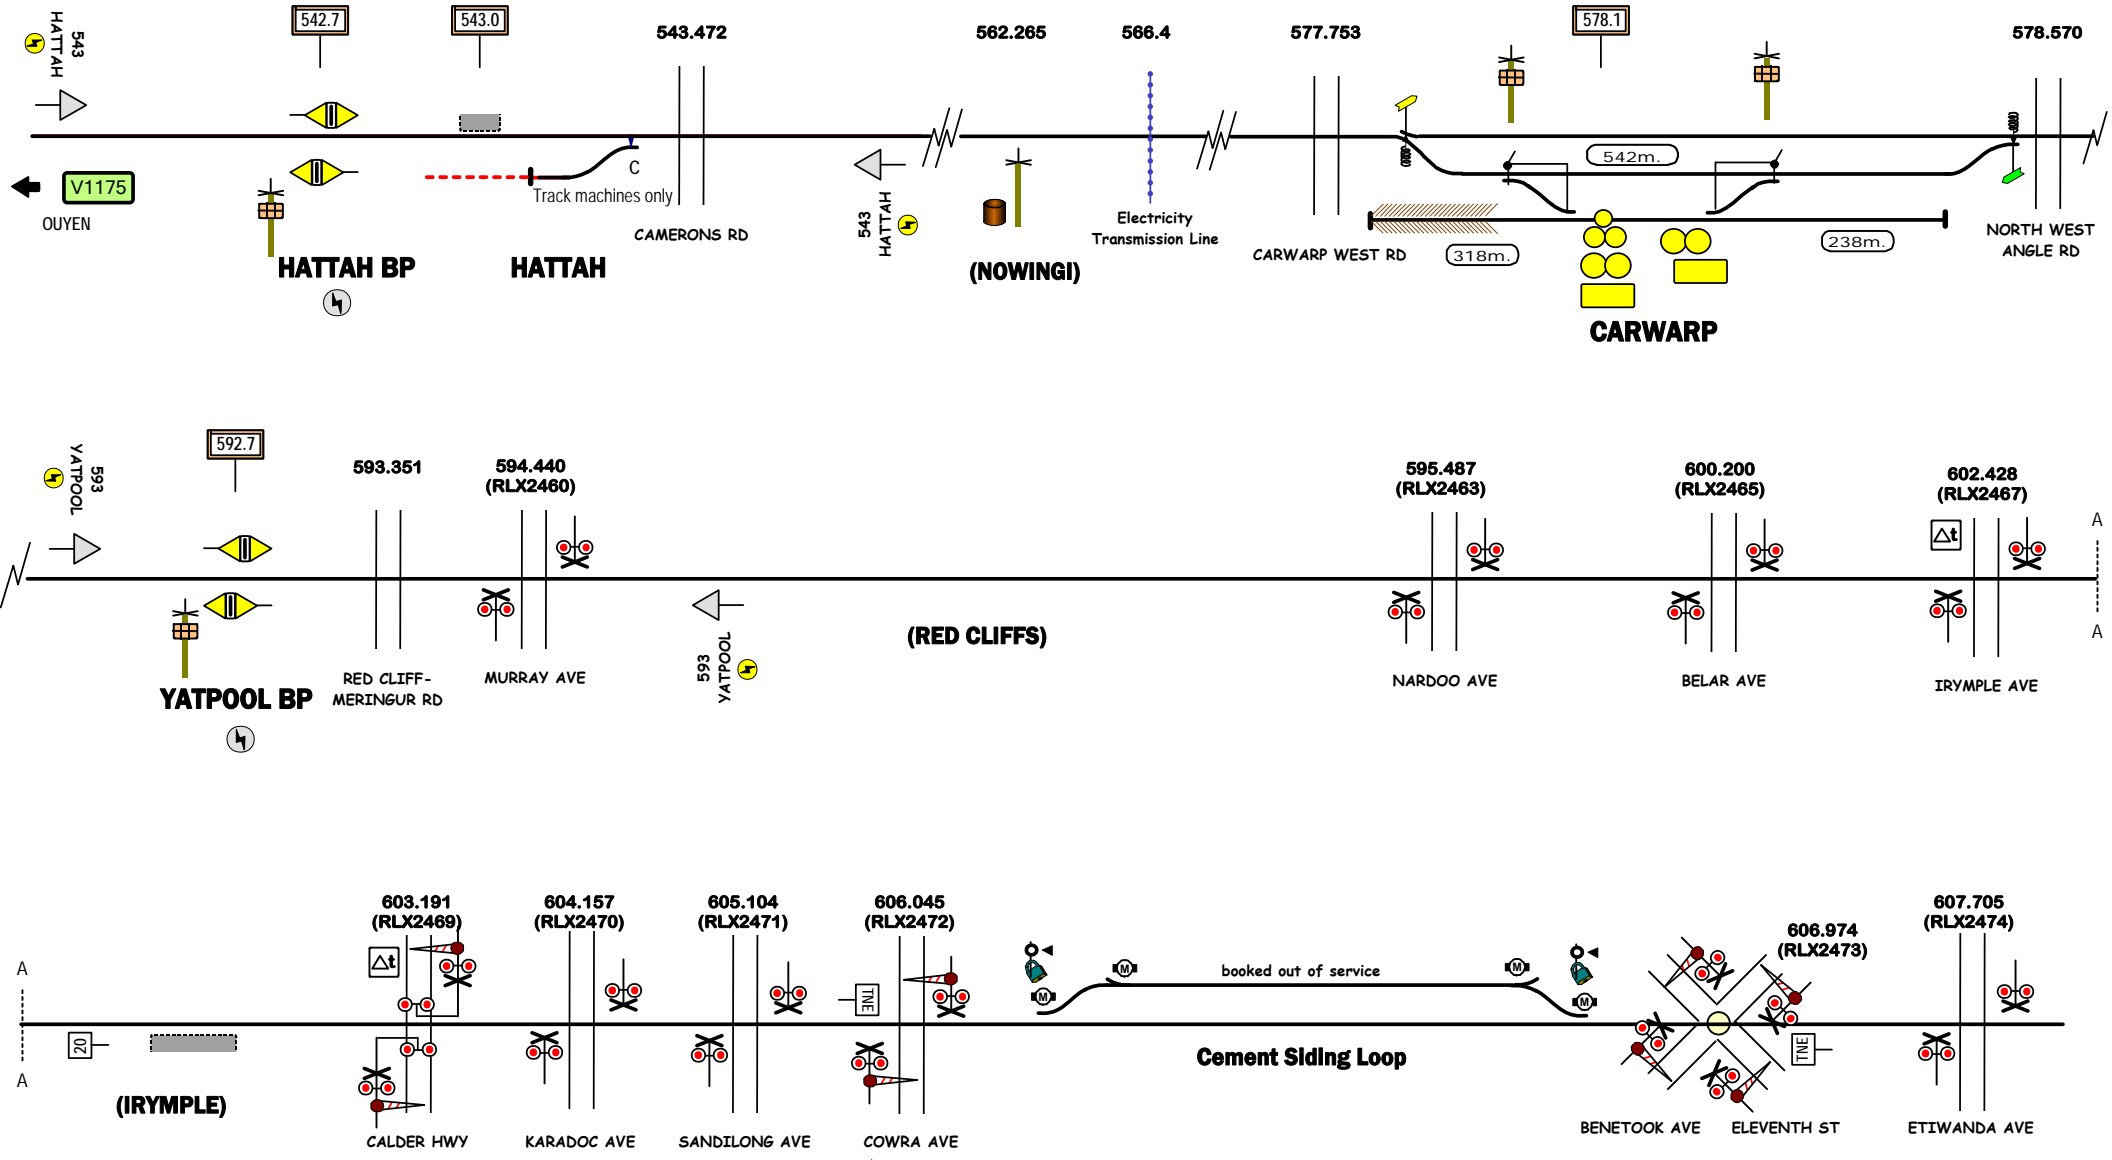 543
HATTAH
542.7
543.0
543.472
562.265
566.4
577.753
578.1
578.570
V1175
OUYEN
C
Track machines only
CAMERONS RD
HATTAH BP
HATTAH
543
HATTAH
(NOWINGI)
Electricity
Transmission Line
CARWARP WEST RD
542m.
318m.
238m.
CARWARP
NORTH WEST
ANGLE RD
593
YATPOOL
592.7
593.351
594.440
(RLX2460)
595.487
(RLX2463)
600.200
(RLX2465)
602.428
(RLX2467)
Δt
A
A
YATPOOL BP
RED CLIFF-
MERINGUR RD
MURRAY AVE
593
YATPOOL
(RED CLIFFS)
NARDOO AVE
BELAR AVE
IRYMPLE AVE
603.191
(RLX2469)
604.157
(RLX2470)
605.104
(RLX2471)
606.045
(RLX2472)
606.974
(RLX2473)
607.705
(RLX2474)
A
A
20
Δt
TNE
M
M
booked out of service
M
M
TNE
(IRYMPLE)
Cement Siding Loop
CALDER HWY
KARADOC AVE
SANDILONG AVE
COWRA AVE
BENETOOK AVE
ELEVENTH ST
ETIWANDA AVE